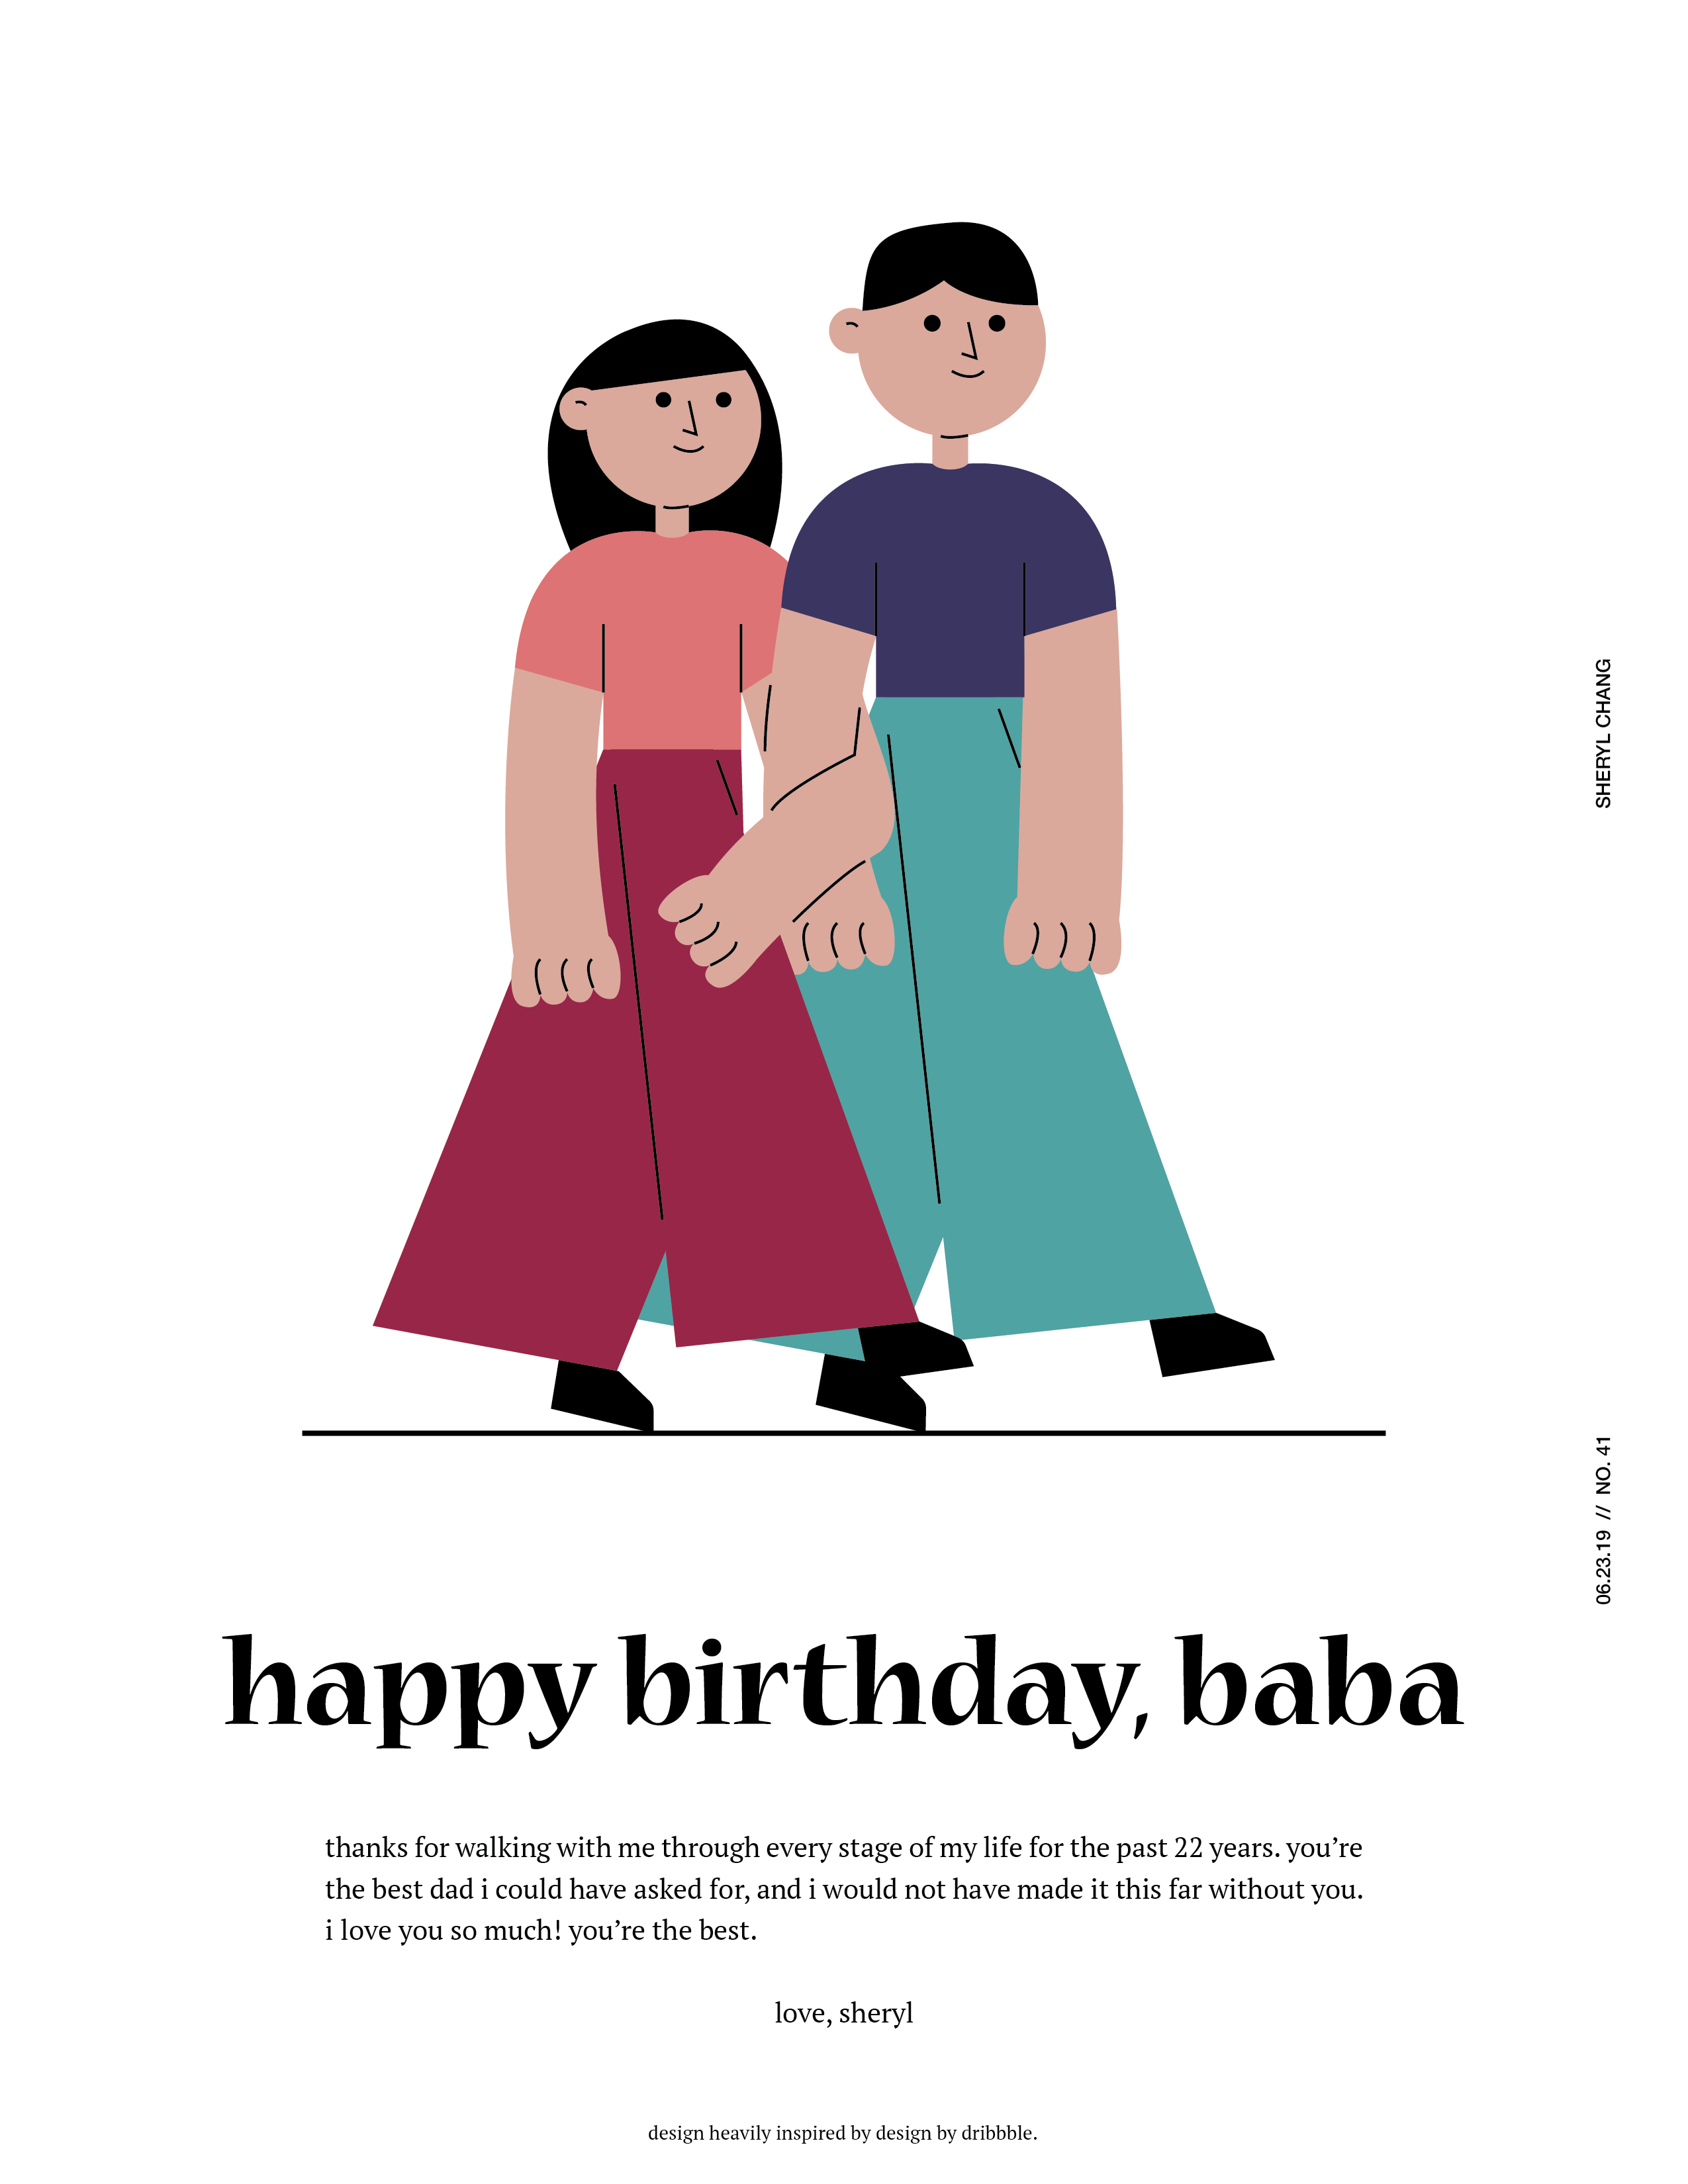 SHERYL CHANG
06.23.19 // NO. 41
happy birthday, baba
thanks for walking with me through every stage of my life for the past 22 years. you’re
the best dad i could have asked for, and i would not have made it this far without you.
i love you so much! you’re the best.
love, sheryl
design heavily inspired by design by dribbble.